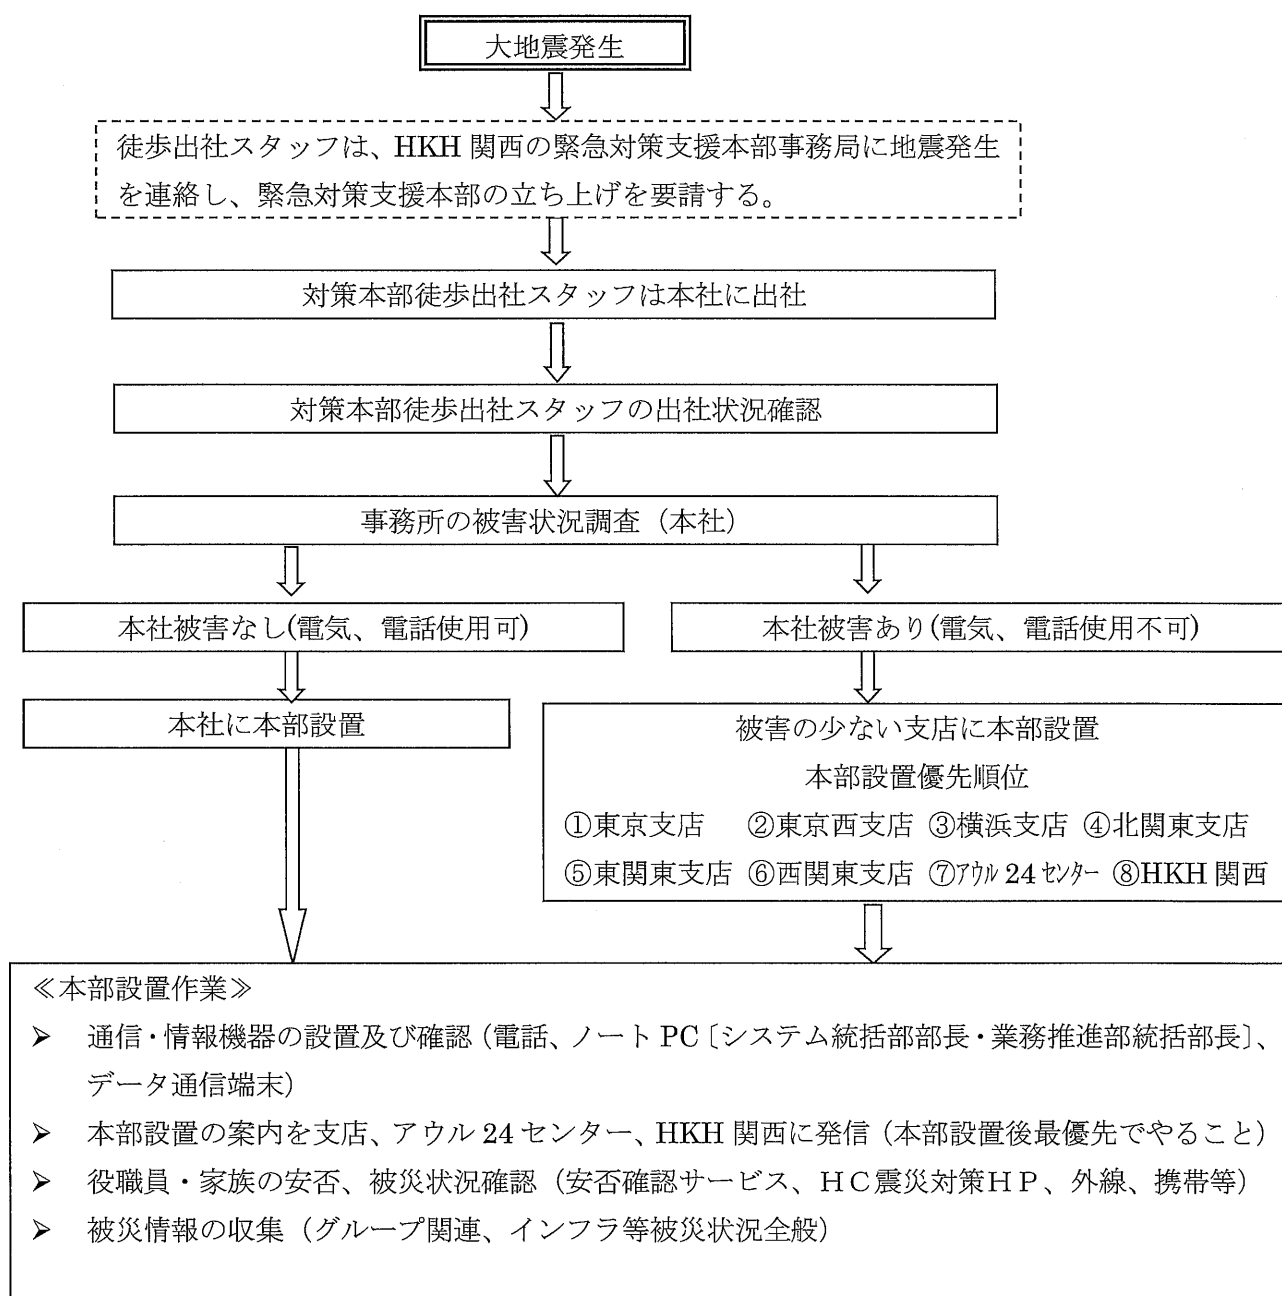 大地震発生
徒歩出社スタッフは、HKH 関西の緊急対策支援本部事務局に地震発生
を連絡し、緊急対策支援本部の立ち上げを要請する。
対策本部徒歩出社スタッフは本社に出社
対策本部徒歩出社スタッフの出社状況確認
事務所の被害状況調査（本社）
本社被害なし(電気、電話使用可)
本社被害あり(電気、電話使用不可)
本社に本部設置
被害の少ない支店に本部設置
本部設置優先順位
①東京支店 ②東京西支店 ③横浜支店 ④北関東支店
⑤東関東支店 ⑥西関東支店 ⑦ｱｳﾙ 24 ｾﾝﾀｰ ⑧HKH 関西
≪本部設置作業≫
➢ 通信・情報機器の設置及び確認（電話、ノート PC〔システム統括部部長・業務推進部統括部長〕、
データ通信端末）
➢ 本部設置の案内を支店、アウル 24 センター、HKH 関西に発信（本部設置後最優先でやること）
➢ 役職員・家族の安否、被災状況確認（安否確認サービス、ＨＣ震災対策ＨＰ、外線、携帯等）
➢ 被災情報の収集（グループ関連、インフラ等被災状況全般）